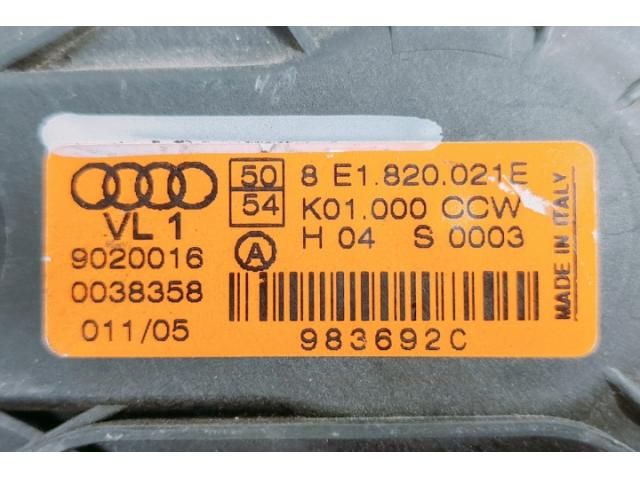 VL 1
9020016
0038358
011/05
50
54
A
8 E1.820.021E
K01.000 CCW
H 04 S 0003
983692C
MADE IN ITALY